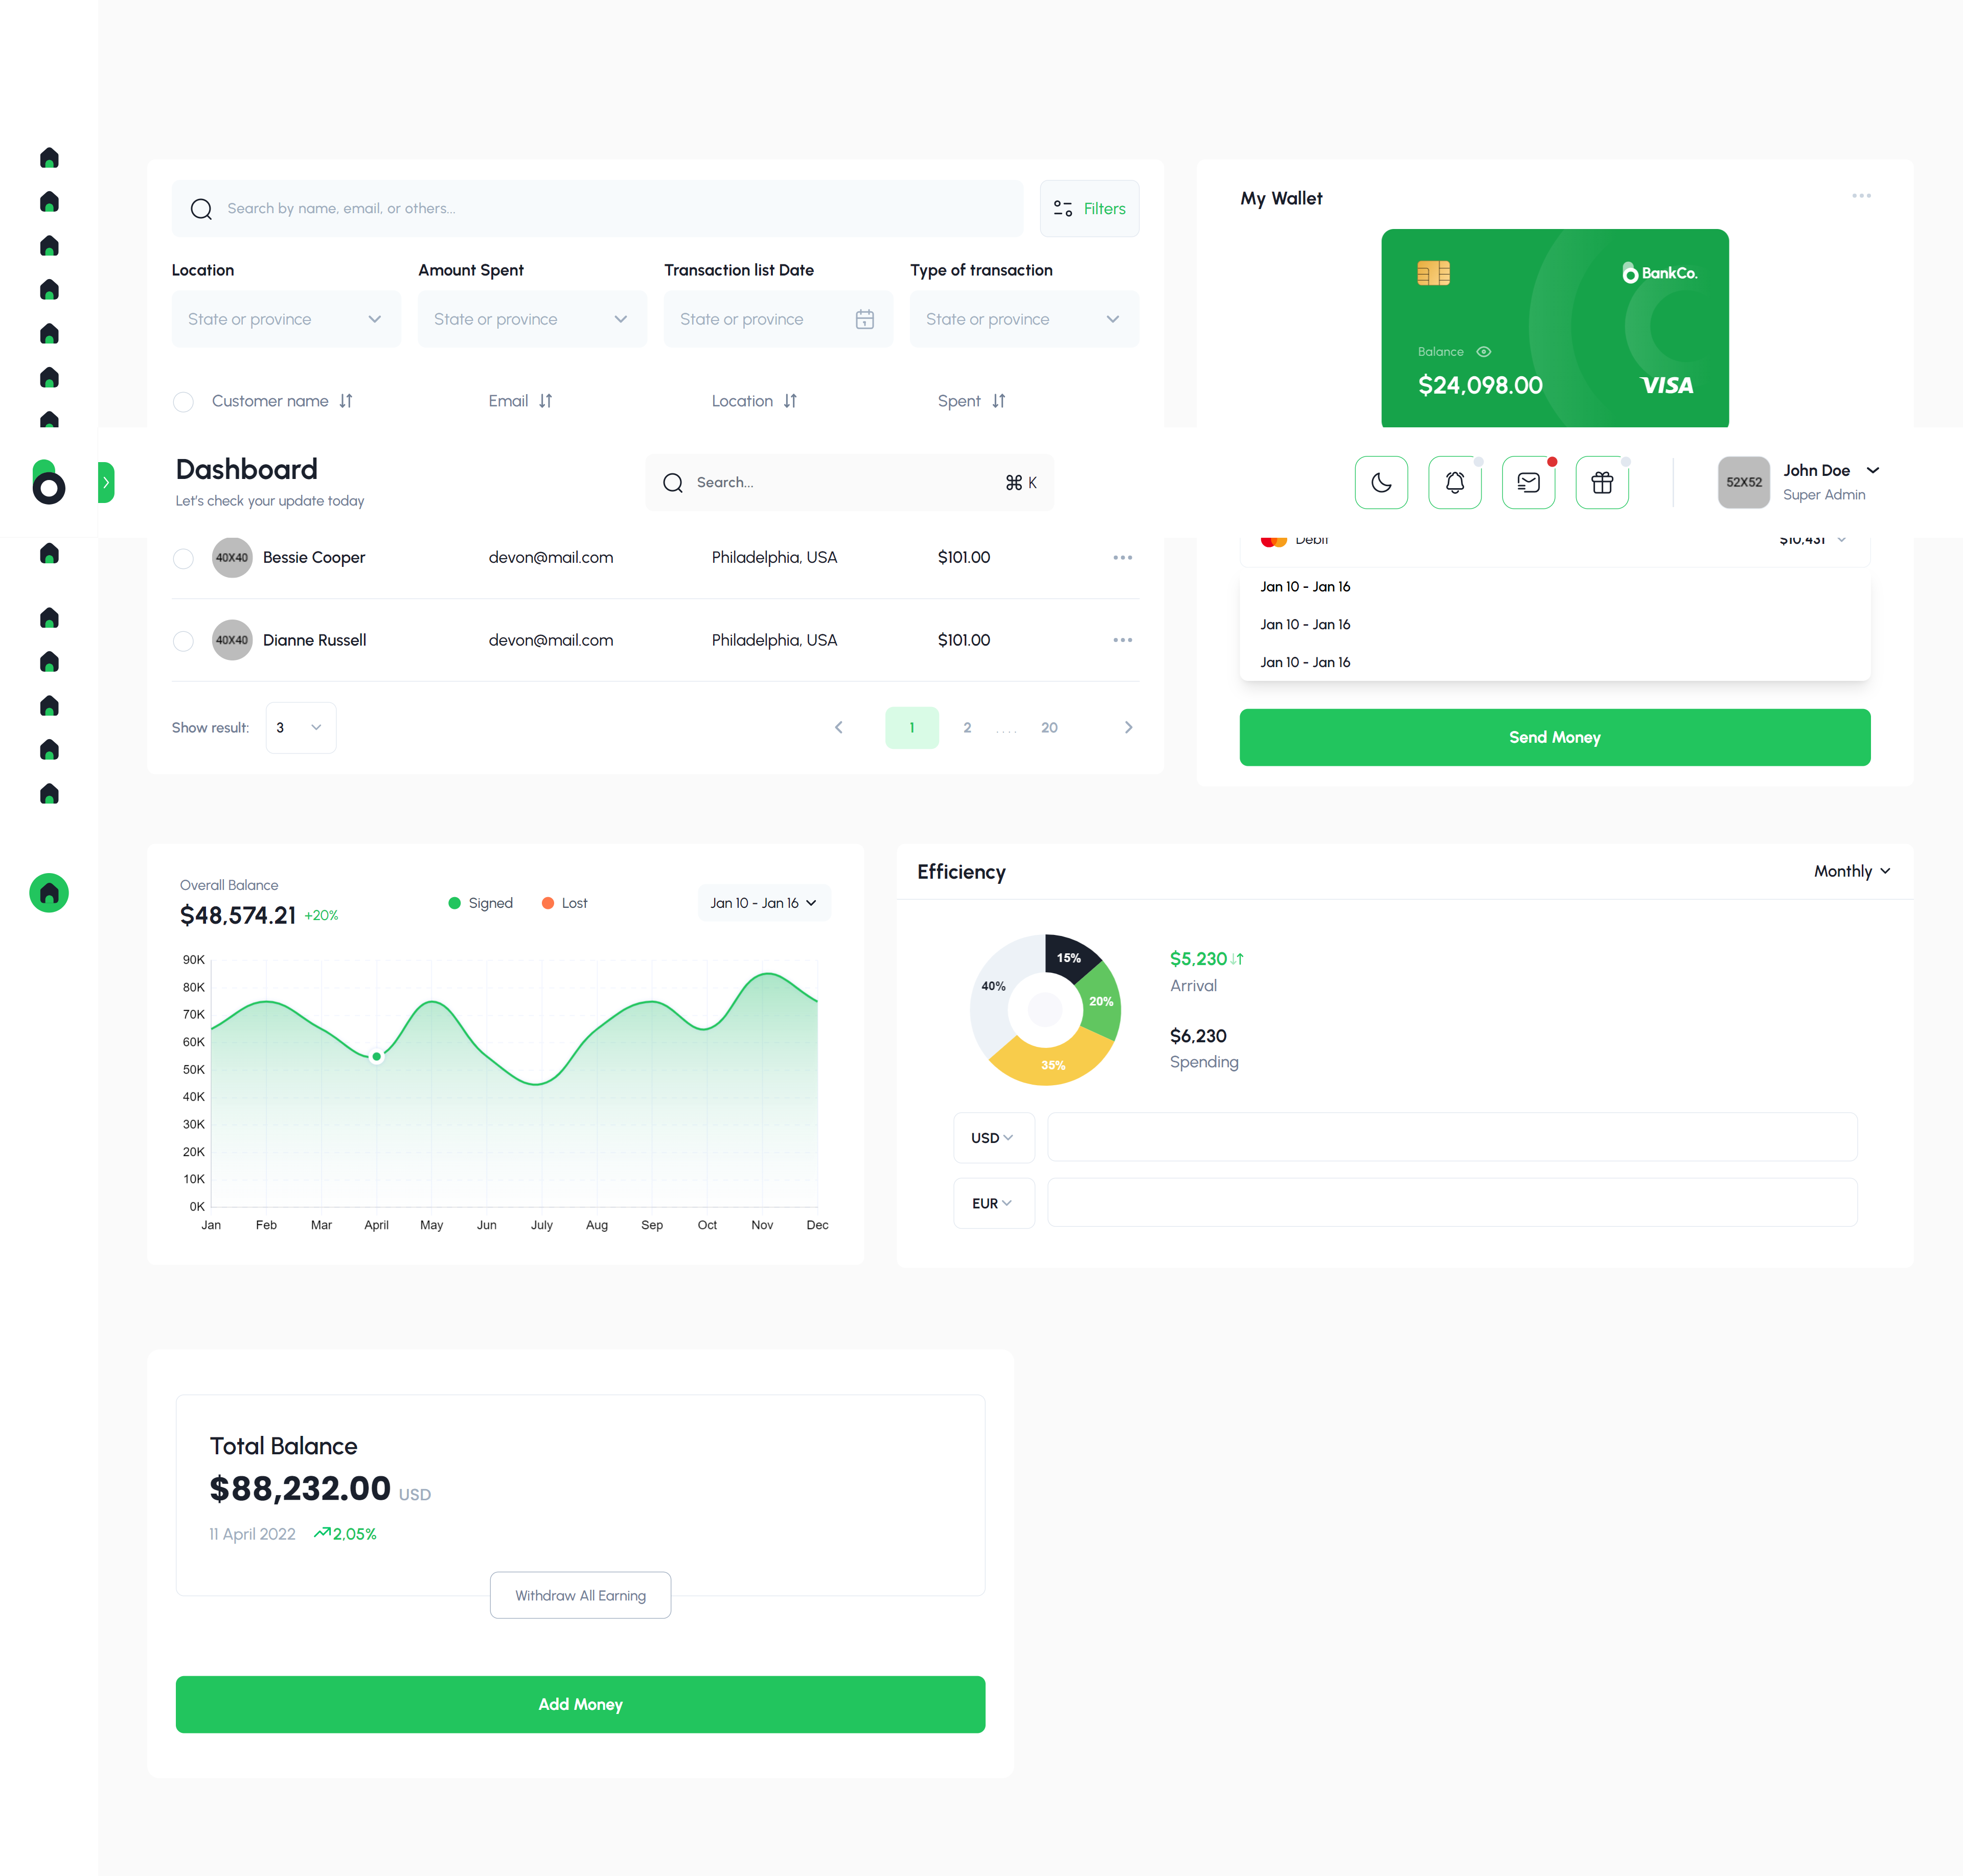 Search by name, email, or others...
Filters
Location
Amount Spent
Transaction list Date
Type of transaction
State or province
State or province
State or province
State or province
Customer name
Email
Location
Spent
My Wallet
BankCo.
Balance
$24,098.00
VISA
Dashboard
Let's check your update today
Search...
⌘ K
52X52
John Doe
Super Admin
40X40
Bessie Cooper
devon@mail.com
Philadelphia, USA
$101.00
40X40
Dianne Russell
devon@mail.com
Philadelphia, USA
$101.00
Show result:
3
1
2
....
20
Debit
$10,431
Jan 10 - Jan 16
Jan 10 - Jan 16
Jan 10 - Jan 16
Send Money
Overall Balance
$48,574.21 +20%
Signed
Lost
Jan 10 - Jan 16
90K
80K
70K
60K
50K
40K
30K
20K
10K
0K
Jan Feb Mar April May Jun July Aug Sep Oct Nov Dec
Efficiency
Monthly
15%
20%
35%
40%
$5,230
Arrival
$6,230
Spending
USD
EUR
Total Balance
$88,232.00 USD
11 April 2022
2,05%
Withdraw All Earning
Add Money